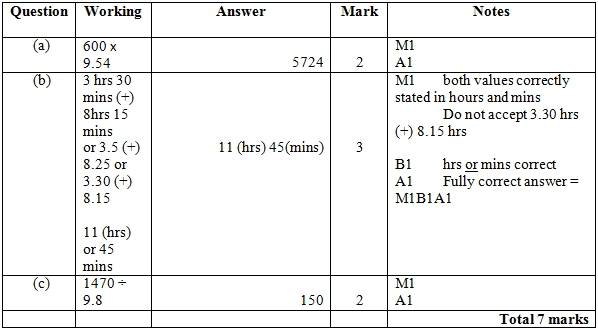 Question Working Answer Mark Notes
(a) 600 x M1
9.54 5724 2 A1
(b) 3 hrs 30 M1 both values correctly
mins (+) stated in hours and mins
8hrs 15 Do not accept 3.30 hrs
mins (+) 8.15 hrs
or 3.5 (+) 11 (hrs) 45(mins) 3
8.25 or B1 hrs or mins correct
3.30 (+) A1 Fully correct answer =
8.15 M1B1A1
11 (hrs)
or 45
mins
(c) 1470 ÷ M1
9.8 150 2 A1
Total 7 marks